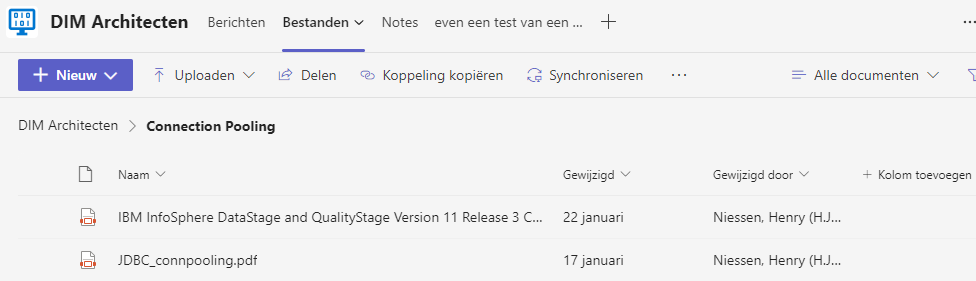 DIM Architecten Berichten Bestanden Notes even een test van een ...
Nieuw Uploaden Delen Koppeling kopiëren Synchroniseren ... Alle documenten
DIM Architecten > Connection Pooling
Naam Gewijzigd Gewijzigd door + Kolom toevoegen
IBM InfoSphere DataStage and QualityStage Version 11 Release 3 C... 22 januari Niessen, Henry (H.J...
JDBC_connpooling.pdf 17 januari Niessen, Henry (H.J...